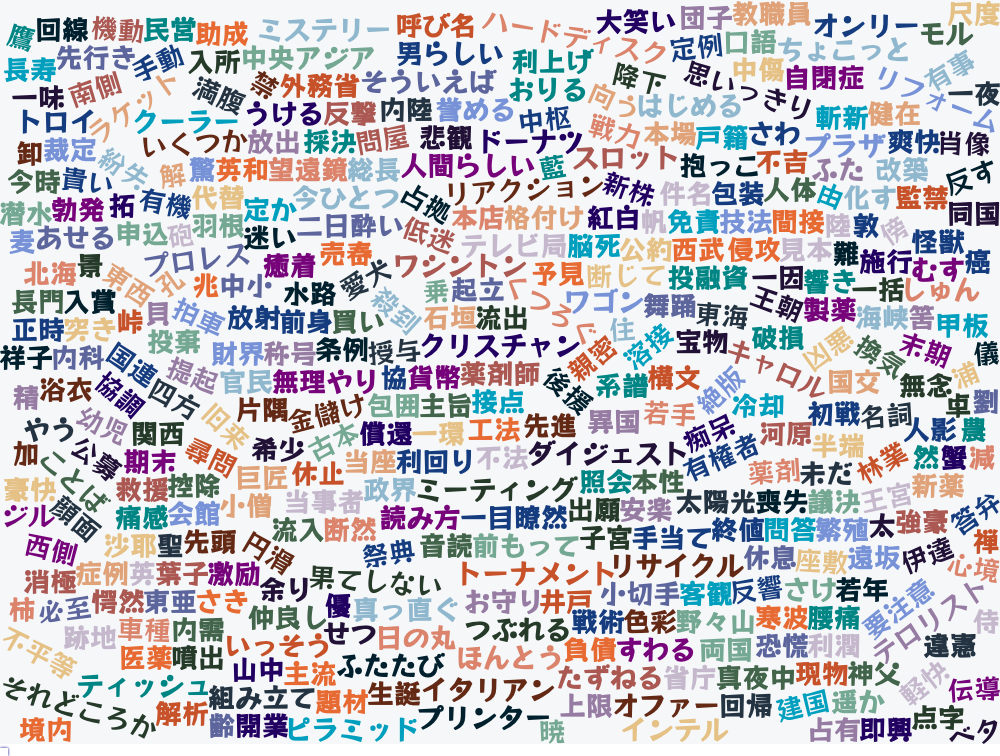 鷹 回線 機動 民営 助成 ミステリー 呼び名 ハードディスク 大笑い 団子 教職員 オンリー 尺度 モル
長寿 先行き 手動 入所 中央アジア 男らしい 利上げ 定例 口語 ちょこっと
一味 南側 ラケット 満腹 禁 外務省 そういえば おりる 降下 思いっきり 中傷 自閉症 リフォーム 有事 一夜
トロイ クーラー うける 反撃 内陸 誉める 中枢 向う はじめる 斬新 健在
卸 裁定 紛失 いくつか 放出 採決 問屋 悲観 ドーナツ 戦力 本場 戸籍 さわ プラザ 爽快 肖像
今時 貴い 解 驚 英和 望遠鏡 総長 人間らしい 藍 スロット 抱っこ 不吉 ふた 改築 反す
潜水 勃発 拓 有機 代替 今ひとつ 占拠 リアクション 新株 件名 包装 人体 由 化す 監禁 同国
麦 あせる 申込 砲 羽根 定か 二日酔い 低迷 本店 格付け 紅白 帆 免責 技法 間接 陸 敦 傍
プロレス 迷い 売春 テレビ局 脳死 公約 西武 侵攻 見本 難 怪獣
北海 景 東西 孔 兆 中小 癒着 水路 愛犬 ワシントン 予見 断じて 投融資 一因 響き 施行 むす 癌
長門 入賞 貝 拍車 放射 前身 買い 殺到 乗 起立 くつろぐ ワゴン 舞踊 東海 王朝 製薬 一括 しゅん
正時 突き 峠 投棄 財界 称号 条例 授与 石垣 流出 クリスチャン 住 溶接 宝物 破損 海峡 筈 甲板
祥子 内科 国連 提起 官民 無理やり 協 貨幣 薬剤師 後援 親密 系譜 構文 キャロル 凶悪 換気 末期 儀
精 浴衣 協調 四方 旧来 片隅 金儲け 包囲 主旨 接点 異国 若手 絶版 冷却 国交 無念 浦
やう 幼児 関西 希少 古本 償還 一環 工法 先進 初戦 名詞 卓 劉
加 ことば 公募 期末 尋問 巨匠 休止 当座 利回り 不法 ダイジェスト 痴呆 有権者 河原 半端 人影 農
豪快 救援 控除 小僧 当事者 政界 ミーティング 照会 本性 薬剤 未だ 林業 然 蟹 減
ジル 顔面 痛感 会館 流入 断然 読み方 一目瞭然 出願 安楽 太陽光 喪失 議決 王宮 新薬
西側 沙耶 聖 先頭 円滑 祭典 音読 前もって 子宮 手当て 終値 問答 繁殖 太 強豪 答弁
消極 症例 英 葉子 激励 余り 果てしない トーメント リサイクル 休息 座敷 遠坂 伊達 禅
柿 必至 愕然 東亜 さき 仲良し 優 真っ直ぐ お守り 井戸 小切手 客観 反響 さけ 若年 心境
不平等 跡地 車種 内需 いっそう せつ 日の丸 つぶれる 戦術 色彩 野々山 寒波 腰痛 要注意 テロリスト 侍
医薬 噴出 山中 主流 ふたたび ほんとう 負債 すわる 両国 恐慌 利潤 違憲
それどころか ティッシュ 組み立て 題材 生誕 イタリアン たずねる 省庁 真夜中 現物 神父 軽快 伝導
境内 解析 齢 開業 ピラミッド プリンター 暁 上限 オファー 回帰 インテル 建国 遥か 占有 即興 点字 ベタ